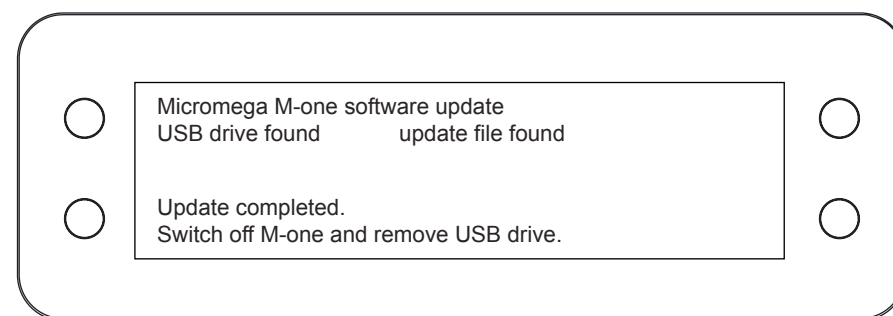 Micromega M-one software update
USB drive found update file found
Update completed.
Switch off M-one and remove USB drive.